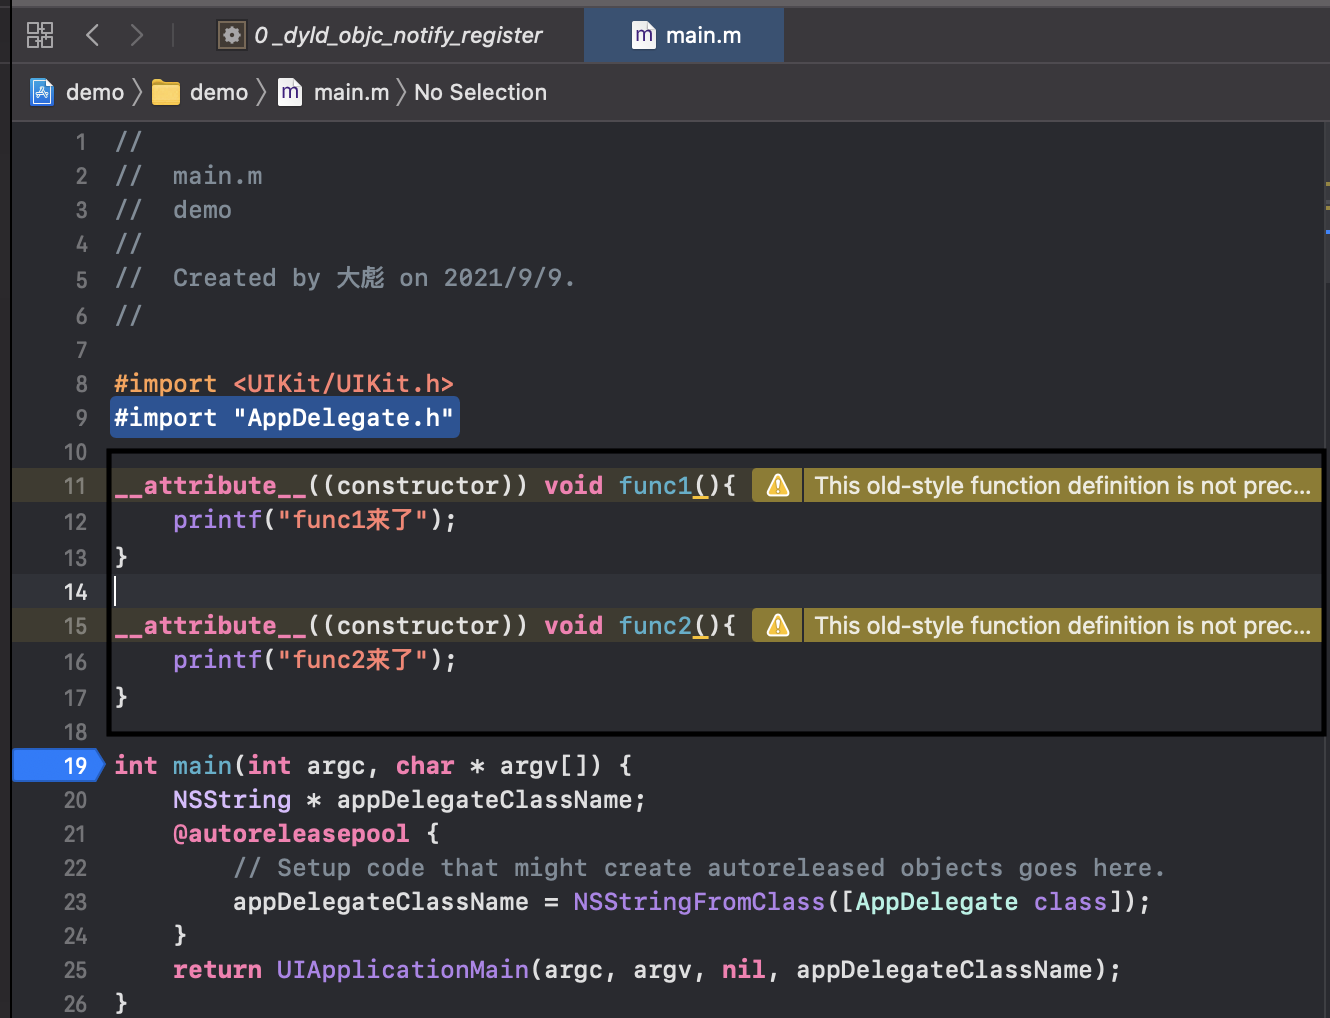 0 _dyld_objc_notify_register
main.m
demo
demo
main.m
No Selection
1 //
2 //  main.m
3 //  demo
4 //
5 //  Created by 大彪 on 2021/9/9.
6 //
7
8 #import <UIKit/UIKit.h>
9 #import "AppDelegate.h"
10
11 __attribute__((constructor)) void func1(){ This old-style function definition is not prec...
12     printf("func1来了");
13 }
14
15 __attribute__((constructor)) void func2(){ This old-style function definition is not prec...
16     printf("func2来了");
17 }
18
19 int main(int argc, char * argv[]) {
20     NSString * appDelegateClassName;
21     @autoreleasepool {
22         // Setup code that might create autoreleased objects goes here.
23         appDelegateClassName = NSStringFromClass([AppDelegate class]);
24     }
25     return UIApplicationMain(argc, argv, nil, appDelegateClassName);
26 }